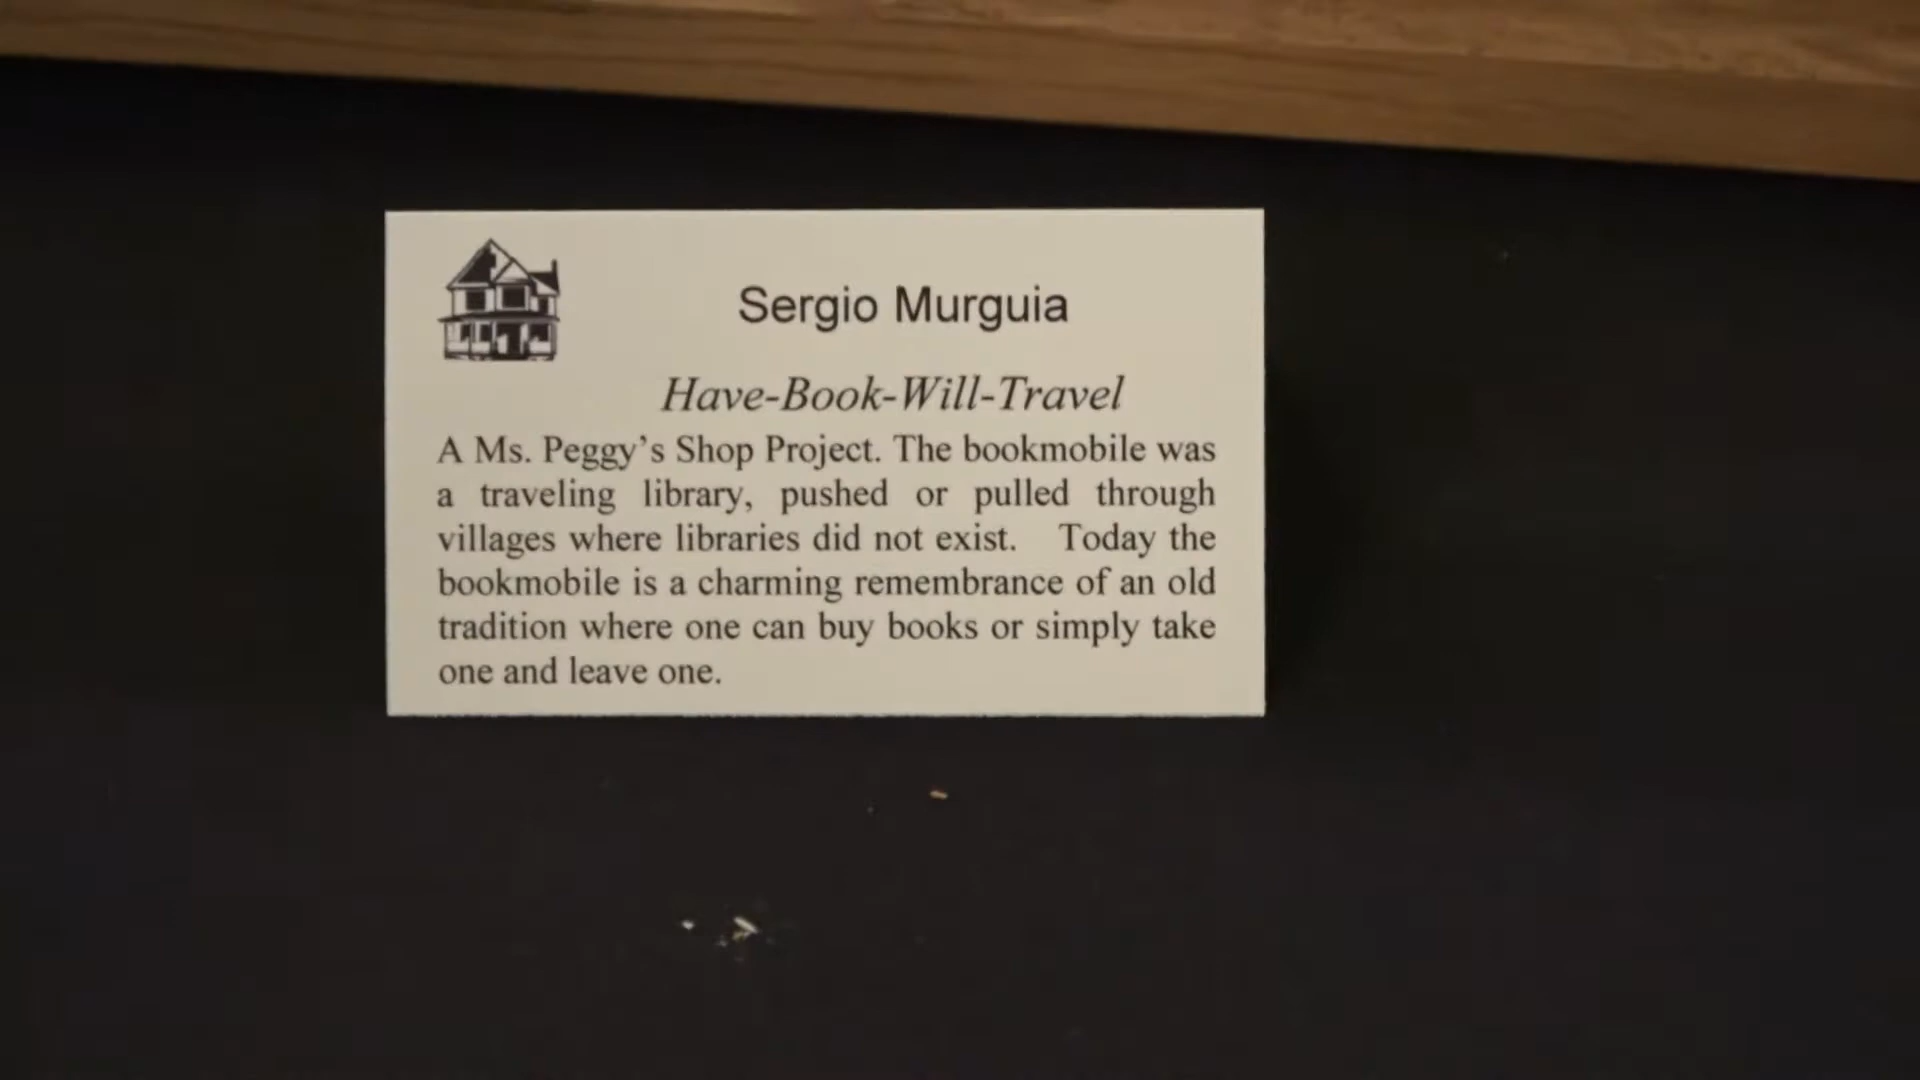 Sergio Murguia
Have-Book-Will-Travel
A Ms. Peggy's Shop Project. The bookmobile was
a traveling library, pushed or pulled through
villages where libraries did not exist. Today the
bookmobile is a charming remembrance of an old
tradition where one can buy books or simply take
one and leave one.